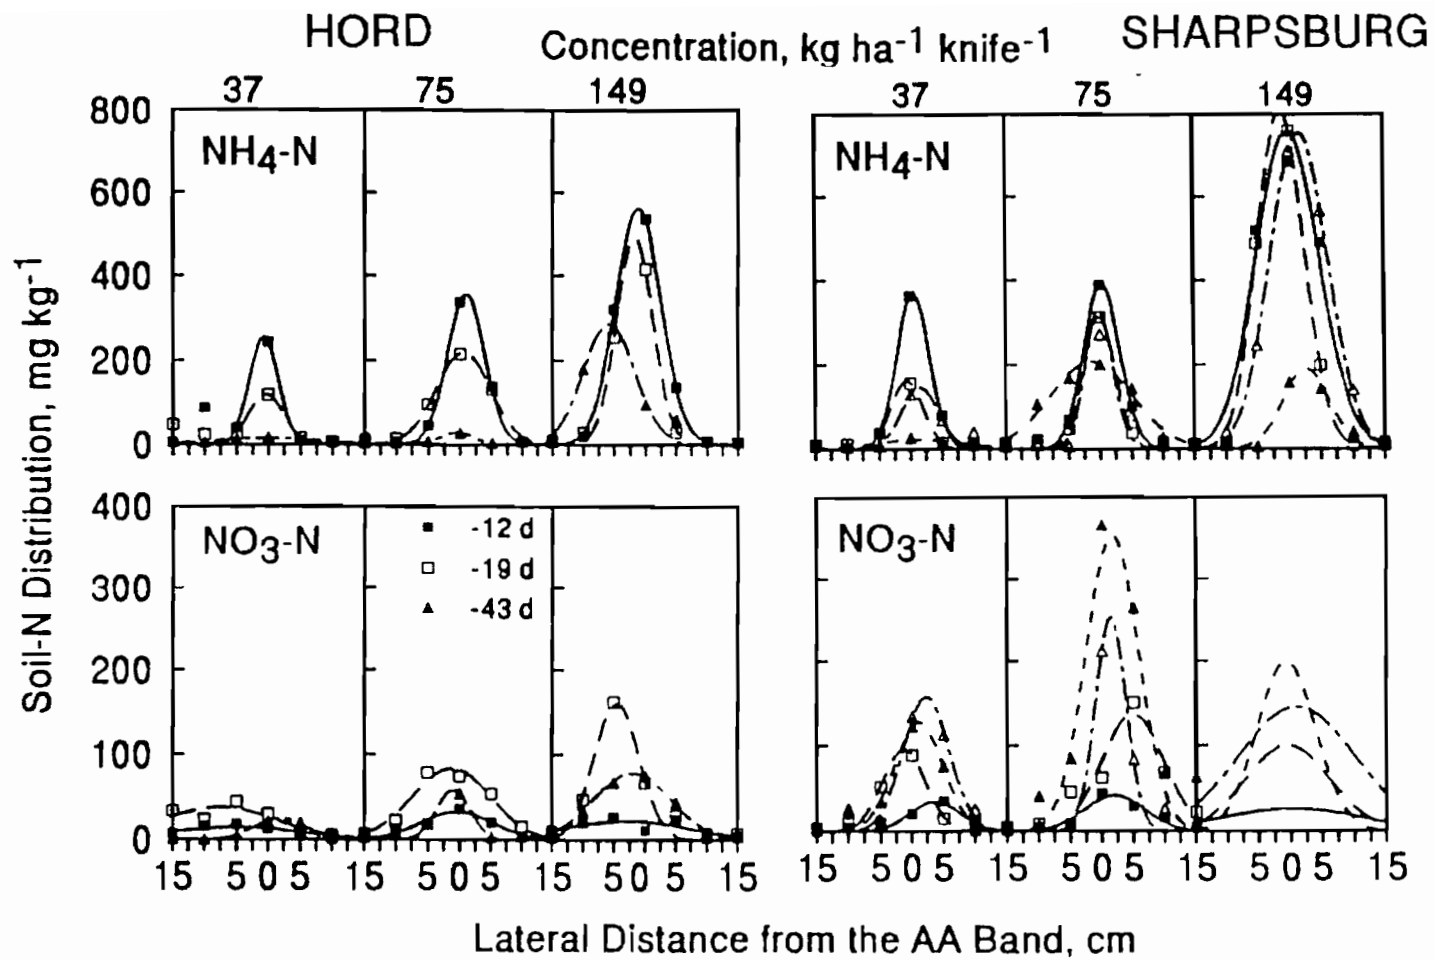 HORD
Concentration, kg ha-1 knife-1
SHARPSBURG
37 75 149 37 75 149
800
600
400
200
0
NH4-N
NH4-N
Soil-N Distribution, mg kg-1
400
300
200
100
0
NO3-N
-12 d
-19 d
-43 d
NO3-N
15 5 0 5 15 5 0 5 15 5 0 5 15 15 5 0 5 15 5 0 5 15 5 0 5 15
Lateral Distance from the AA Band, cm